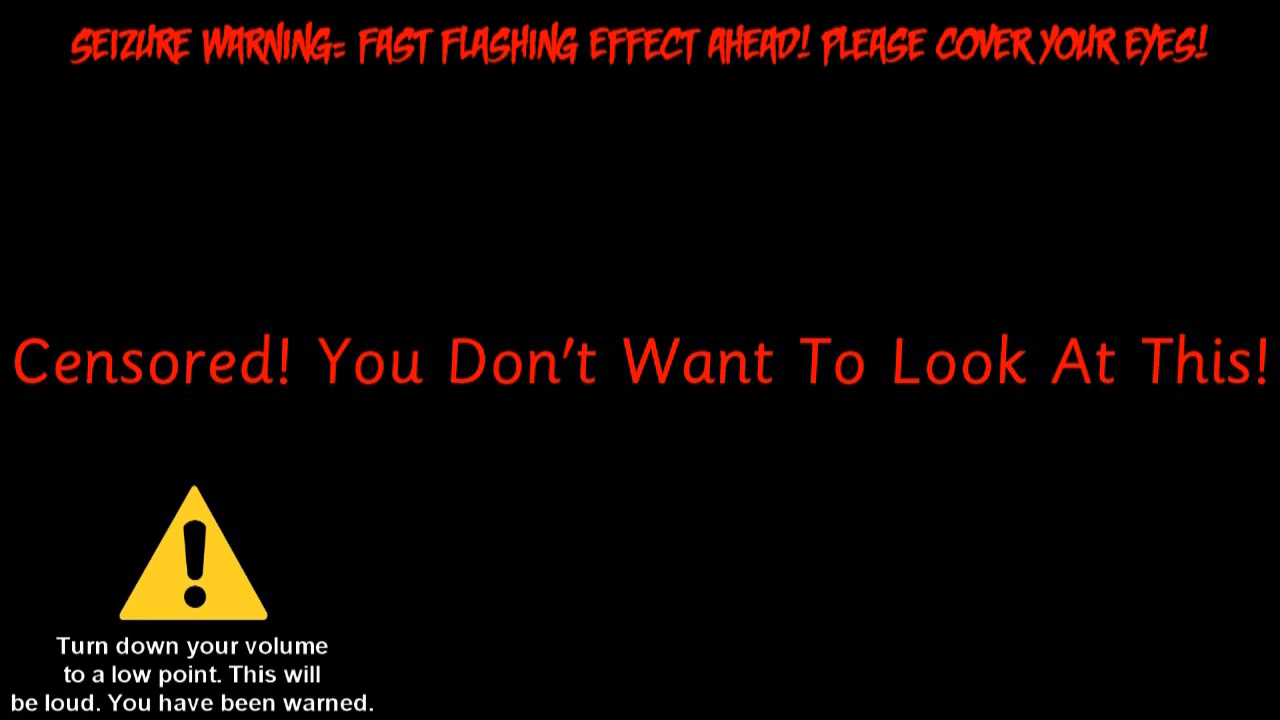 SEIZURE WARNING: FAST FLASHING EFFECT AHEAD! PLEASE COVER YOUR EYES!
Censored! You Don't Want To Look At This!
Turn down your volume
to a low point. This will
be loud. You have been warned.